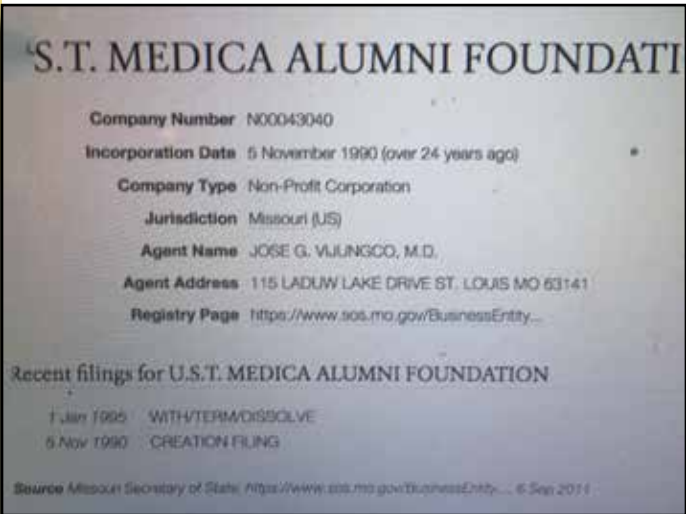 S.T. MEDICA ALUMNI FOUNDATI
Company Number N00043040
Incorporation Date 5 November 1990 (over 24 years ago)
Company Type Non-Profit Corporation
Jurisdiction Missouri (US)
Agent Name JOSE G. VIJUNGCO, M.D.
Agent Address 115 LADUW LAKE DRIVE ST. LOUIS MO 63141
Registry Page https://www.sos.mo.gov/BusinessEntity...
Recent filings for U.S.T. MEDICA ALUMNI FOUNDATION
1 Jan 1995 WITH/TERM/DISSOLVE
5 Nov 1990 CREATION FILING
Source Missouri Secretary of State, https://www.sos.mo.gov/BusinessEntity..., 6 Sep 2011